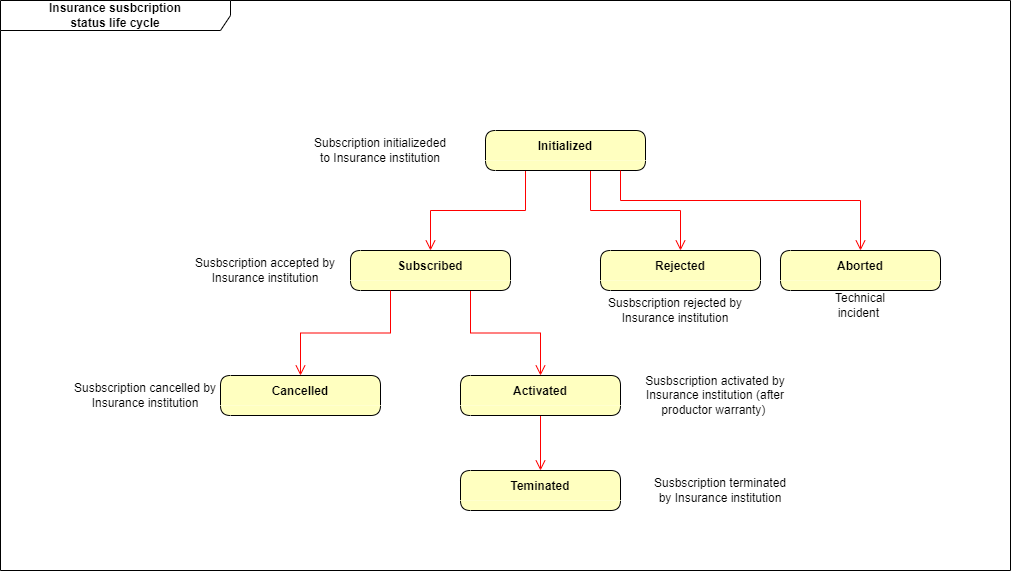 Insurance susbcription
status life cycle
Subscription initializeded
to Insurance institution
Initialized
Susbscription accepted by
Insurance institution
Subscribed
Rejected
Aborted
Susbscription rejected by
Insurance institution
Technical
incident
Susbscription cancelled by
Insurance institution
Cancelled
Activated
Susbscription activated by
Insurance institution (after
productor warranty)
Teminated
Susbscription terminated
by Insurance institution